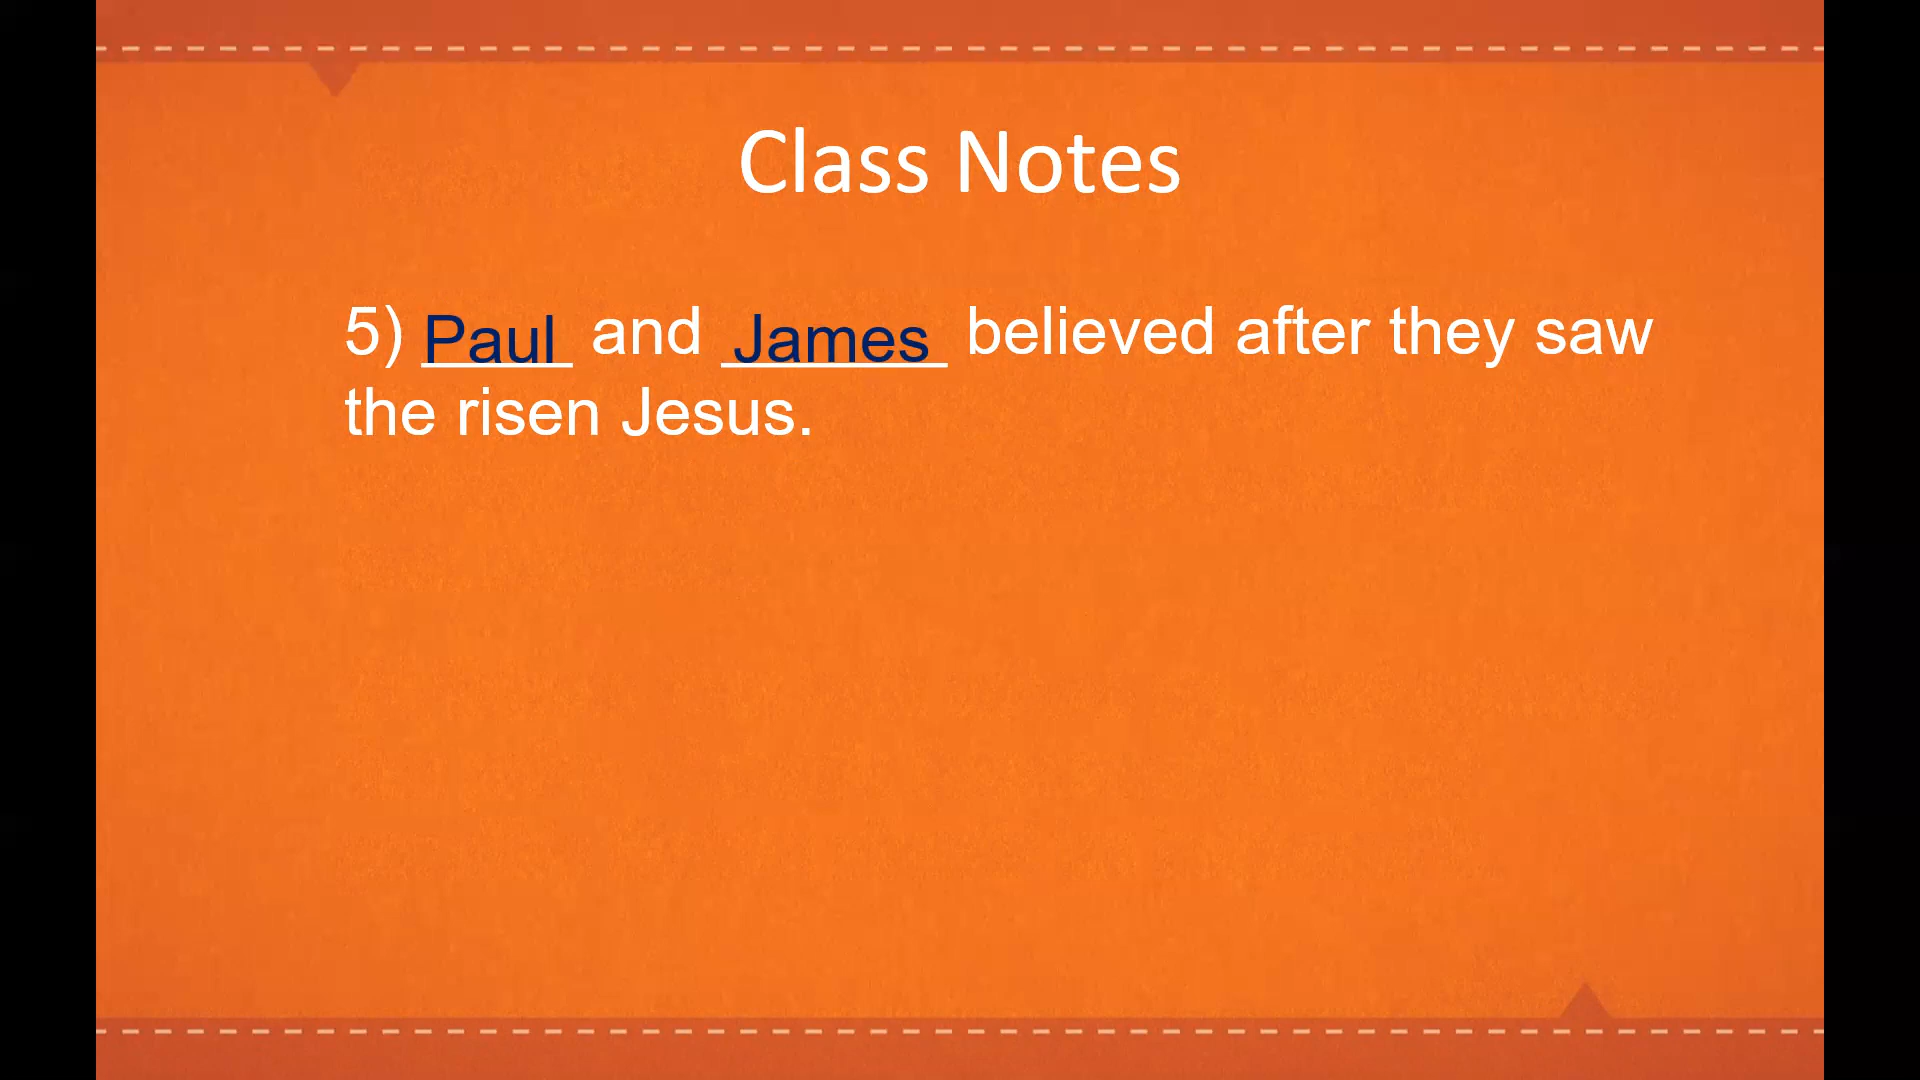 Class Notes
5) Paul and James believed after they saw
the risen Jesus.